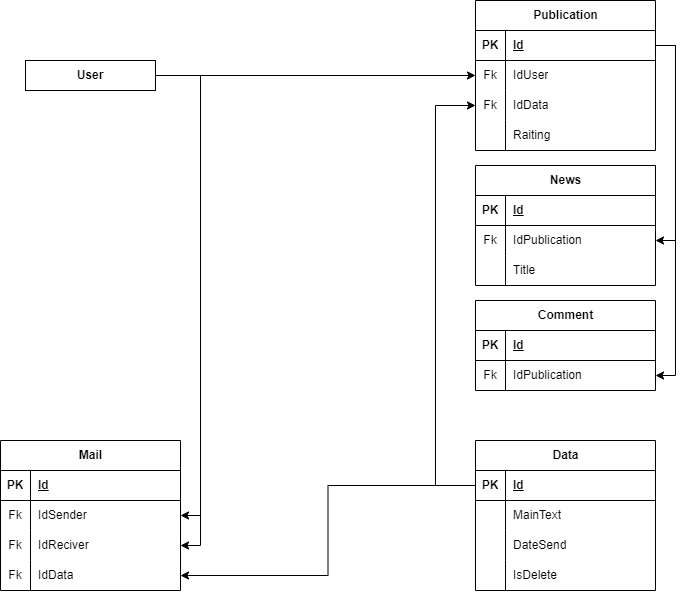 User
Publication
PK Id
Fk IdUser
Fk IdData
Raiting
News
PK Id
Fk IdPublication
Title
Comment
PK Id
Fk IdPublication
Mail
PK Id
Fk IdSender
Fk IdReciver
Fk IdData
Data
PK Id
MainText
DateSend
IsDelete